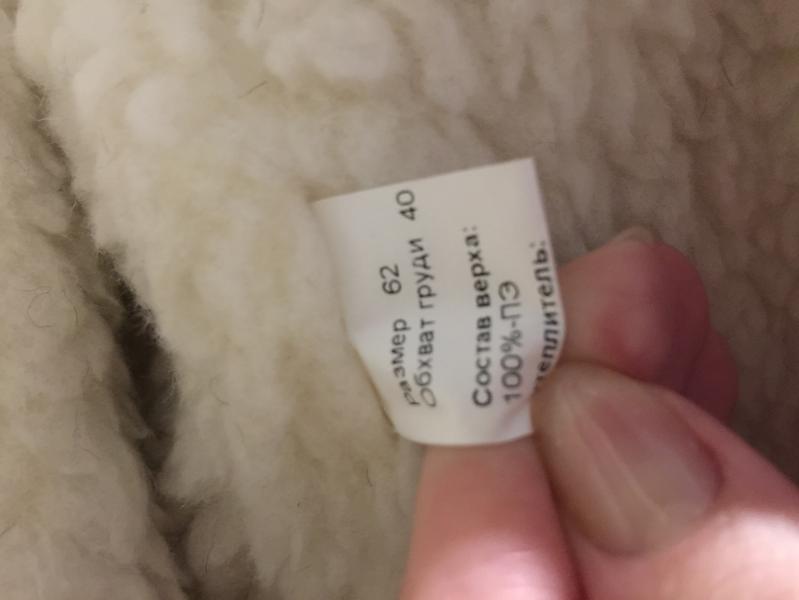 Размер 62
Обхват груди 40
Состав верха:
100%-ПЭ